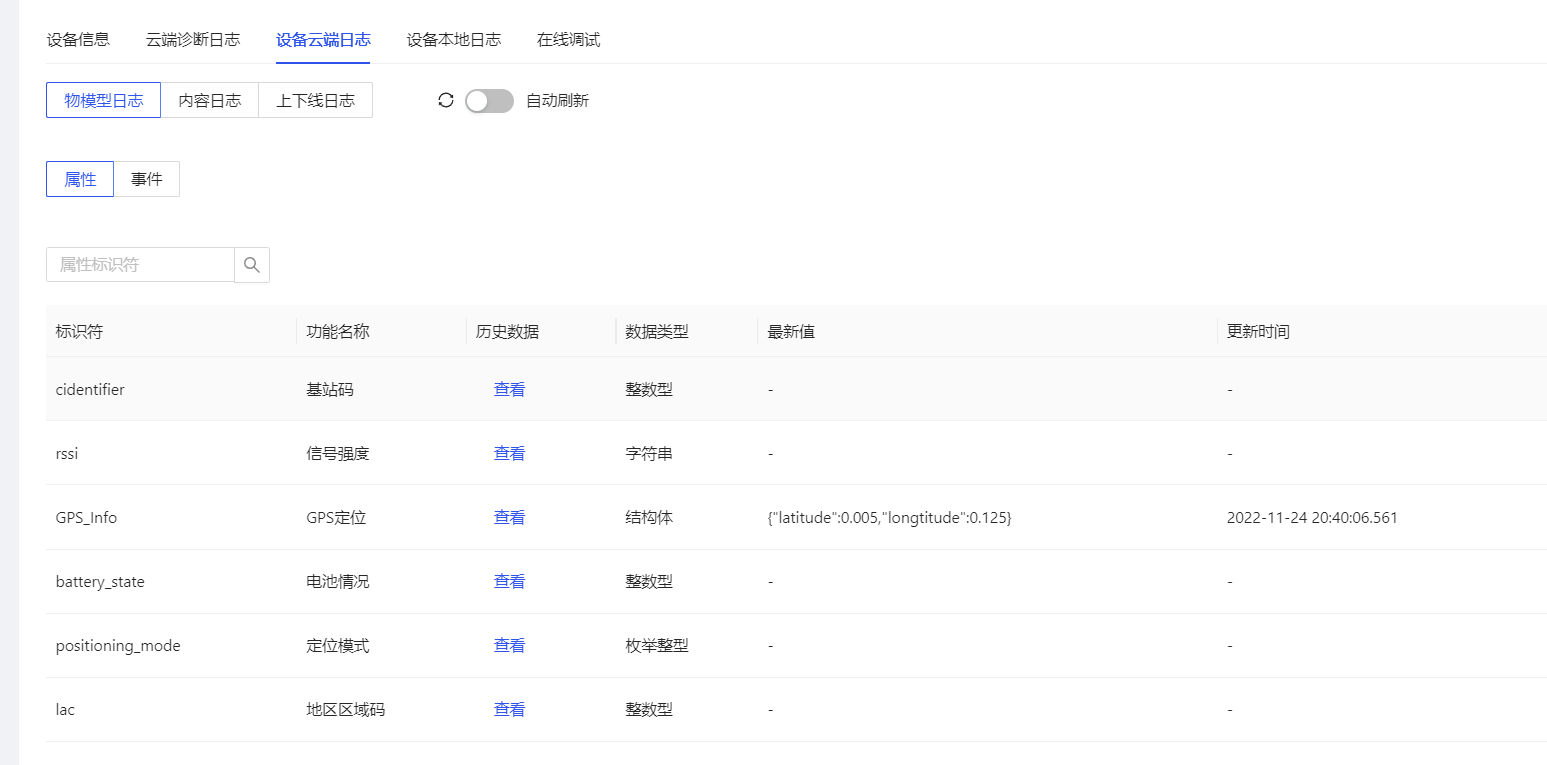 设备信息 云端诊断日志 设备云端日志 设备本地日志 在线调试
物模型日志 内容日志 上下线日志 自动刷新
属性 事件
属性标识符
标识符 功能名称 历史数据 数据类型 最新值 更新时间
cidentifier 基站码 查看 整数型 - -
rssi 信号强度 查看 字符串 - -
GPS_Info GPS定位 查看 结构体 {"latitude":0.005,"longtitude":0.125} 2022-11-24 20:40:06.561
battery_state 电池情况 查看 整数型 - -
positioning_mode 定位模式 查看 枚举整型 - -
lac 地区区域码 查看 整数型 - -